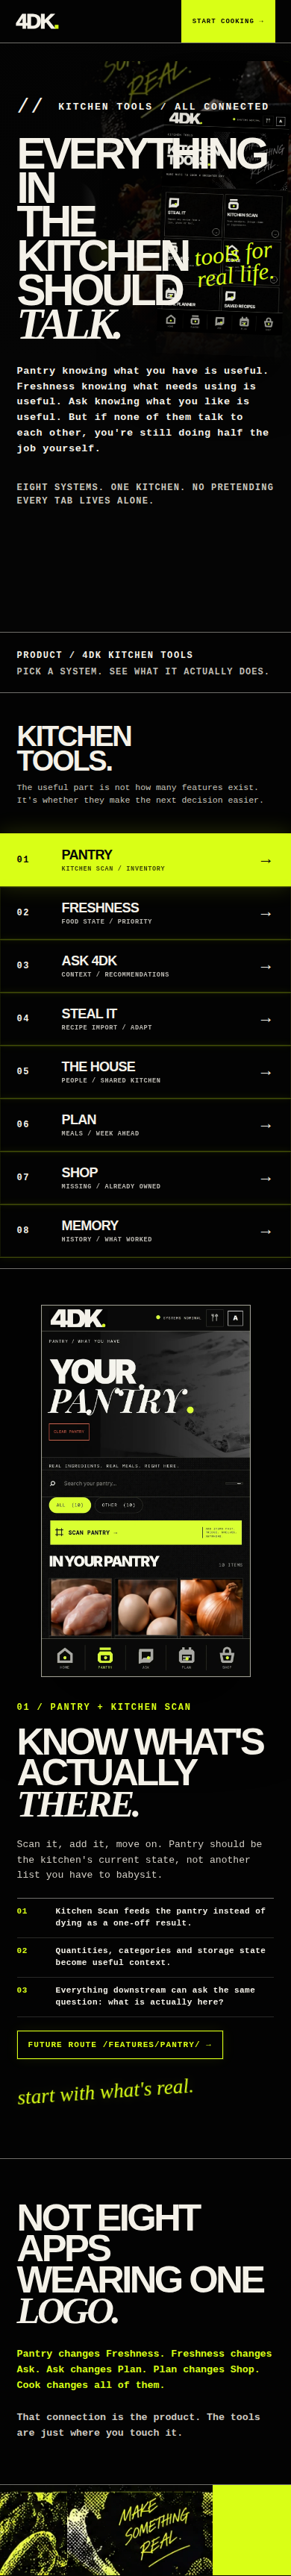 4DK.
START COOKING →
REAL.
// KITCHEN TOOLS / ALL CONNECTED
EVERYTHING
IN
THE
KITCHEN
SHOULD
TALK.
4DK.
STEAL IT
KITCHEN SCAN
SAVED RECIPES
tools for
real life.
Pantry knowing what you have is useful.
Freshness knowing what needs using is
useful. Ask knowing what you like is
useful. But if none of them talk to
each other, you're still doing half the
job yourself.
EIGHT SYSTEMS. ONE KITCHEN. NO PRETENDING
EVERY TAB LIVES ALONE.
PRODUCT / 4DK KITCHEN TOOLS
PICK A SYSTEM. SEE WHAT IT ACTUALLY DOES.
KITCHEN
TOOLS.
The useful part is not how many features exist.
It's whether they make the next decision easier.
01 PANTRY →
KITCHEN SCAN / INVENTORY
02 FRESHNESS →
FOOD STATE / PRIORITY
03 ASK 4DK →
CONTEXT / RECOMMENDATIONS
04 STEAL IT →
RECIPE IMPORT / ADAPT
05 THE HOUSE →
PEOPLE / SHARED KITCHEN
06 PLAN →
MEALS / WEEK AHEAD
07 SHOP →
MISSING / ALREADY OWNED
08 MEMORY →
HISTORY / WHAT WORKED
4DK.
A
PANTRY / WHAT YOU HAVE
YOUR
PANTRY.
CLEAR PANTRY
REAL INGREDIENTS. REAL MEALS. RIGHT HERE.
Search your pantry...
ALL (10) OTHER (10)
SCAN PANTRY →
IN YOUR PANTRY
10 ITEMS
HOME PANTRY ASK PLAN SHOP
01 / PANTRY + KITCHEN SCAN
KNOW WHAT'S
ACTUALLY
THERE.
Scan it, add it, move on. Pantry should be
the kitchen's current state, not another
list you have to babysit.
01 Kitchen Scan feeds the pantry instead of
dying as a one-off result.
02 Quantities, categories and storage state
become useful context.
03 Everything downstream can ask the same
question: what is actually here?
FUTURE ROUTE /FEATURES/PANTRY/ →
start with what's real.
NOT EIGHT
APPS
WEARING ONE
LOGO.
Pantry changes Freshness. Freshness changes
Ask. Ask changes Plan. Plan changes Shop.
Cook changes all of them.
That connection is the product. The tools
are just where you touch it.
MAKE
SOMETHING
REAL.